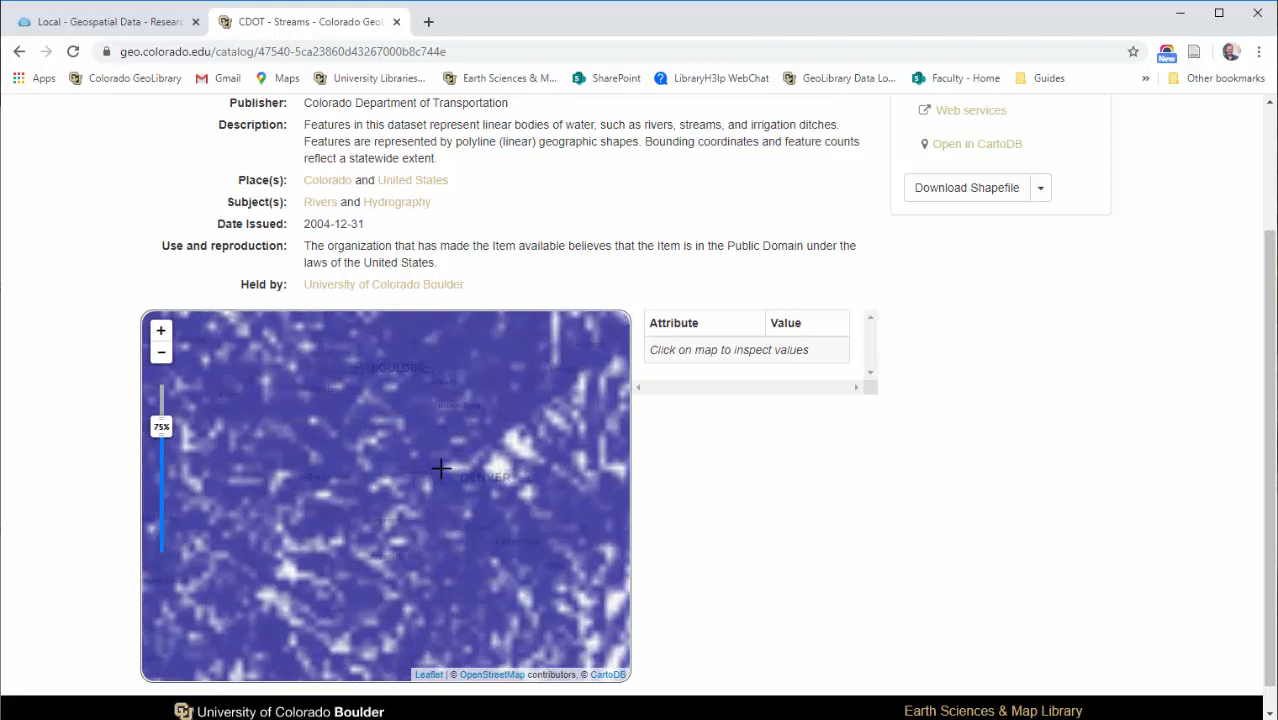 Local - Geospatial Data - Researc
CDOT - Streams - Colorado GeoL
geo.colorado.edu/catalog/47540-5ca23860d43267000b8c744e
New
Apps
Colorado GeoLibrary
Gmail
Maps
University Libraries...
Earth Sciences & M...
SharePoint
LibraryH3lp WebChat
GeoLibrary Data Lo...
Faculty - Home
Guides
»
Other bookmarks
Publisher: Colorado Department of Transportation
Description: Features in this dataset represent linear bodies of water, such as rivers, streams, and irrigation ditches.
Features are represented by polyline (linear) geographic shapes. Bounding coordinates and feature counts
reflect a statewide extent.
Place(s): Colorado and United States
Subject(s): Rivers and Hydrography
Date Issued: 2004-12-31
Use and reproduction: The organization that has made the Item available believes that the Item is in the Public Domain under the
laws of the United States.
Held by: University of Colorado Boulder
Web services
Open in CartoDB
Download Shapefile
+
−
75%
BOULDER
DENVER
Attribute Value
Click on map to inspect values
Leaflet | © OpenStreetMap contributors, © CartoDB
University of Colorado Boulder
Earth Sciences & Map Library